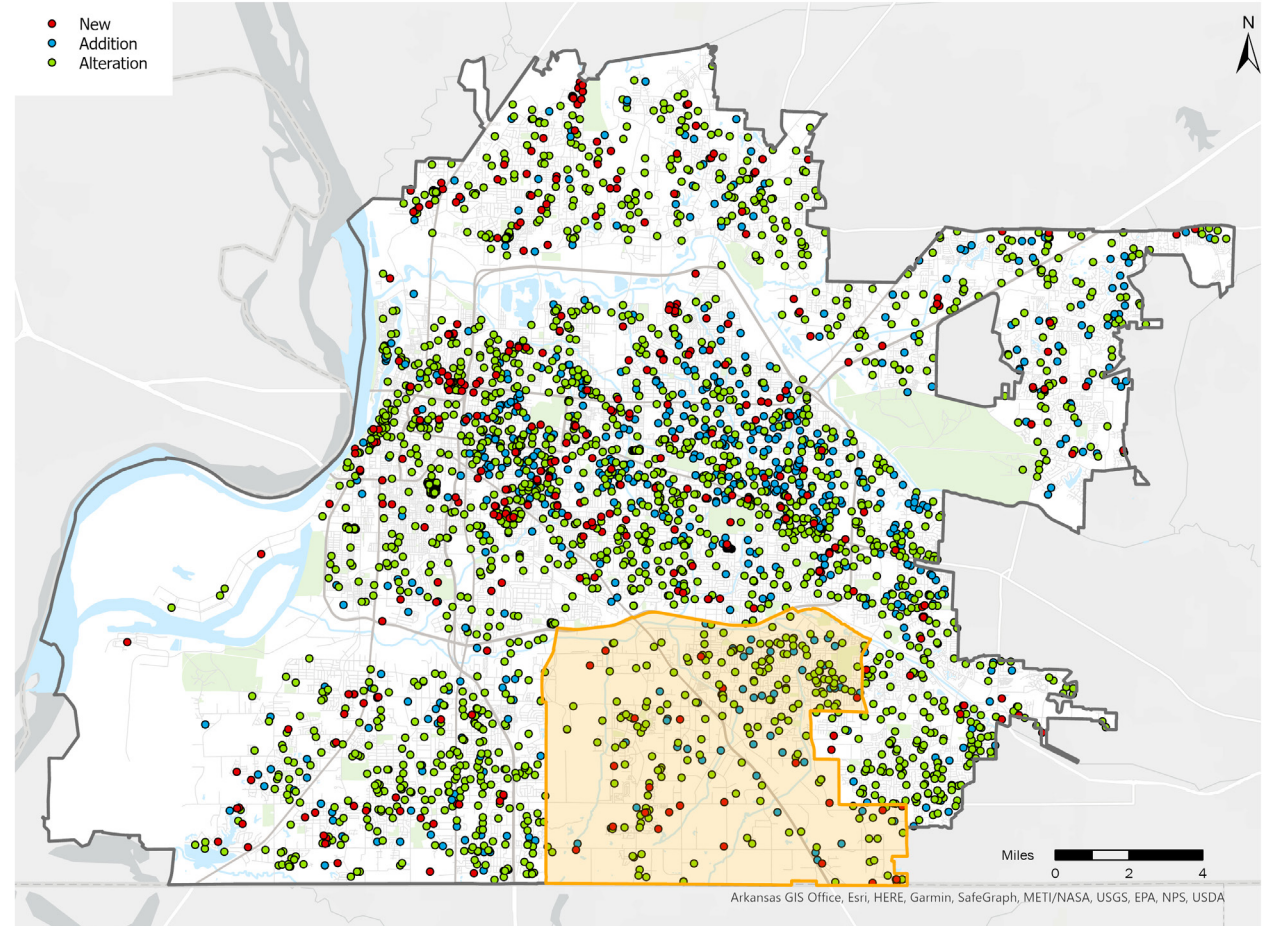 New
Addition
Alteration
N
Miles
0 2 4
Arkansas GIS Office, Esri, HERE, Garmin, SafeGraph, METI/NASA, USGS, EPA, NPS, USDA